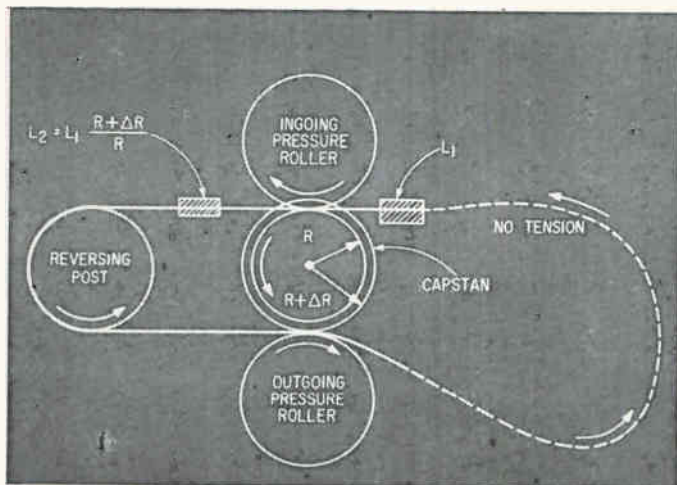 INGOING
PRESSURE
ROLLER
L₂ = L₁ (R + ΔR)/R
L₁
NO TENSION
REVERSING
POST
R
R + ΔR
CAPSTAN
OUTGOING
PRESSURE
ROLLER